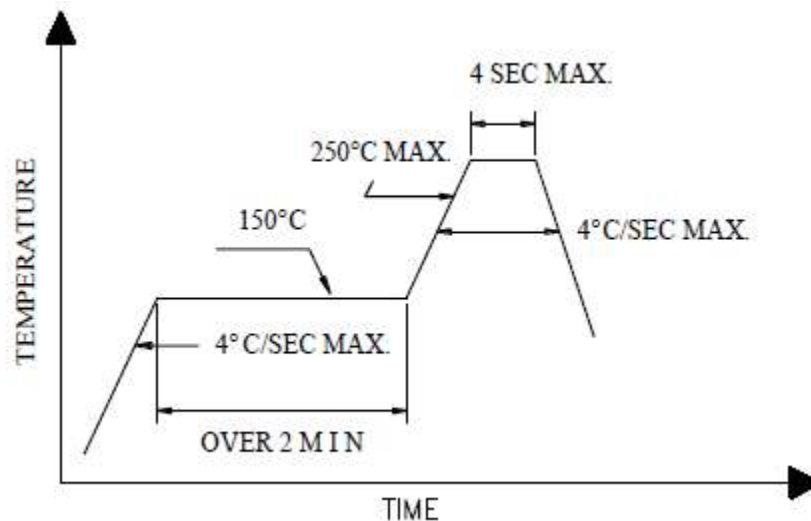 4 SEC MAX.
250°C MAX.
150°C
4°C/SEC MAX.
4° C/SEC MAX.
OVER 2 M I N
TEMPERATURE
TIME